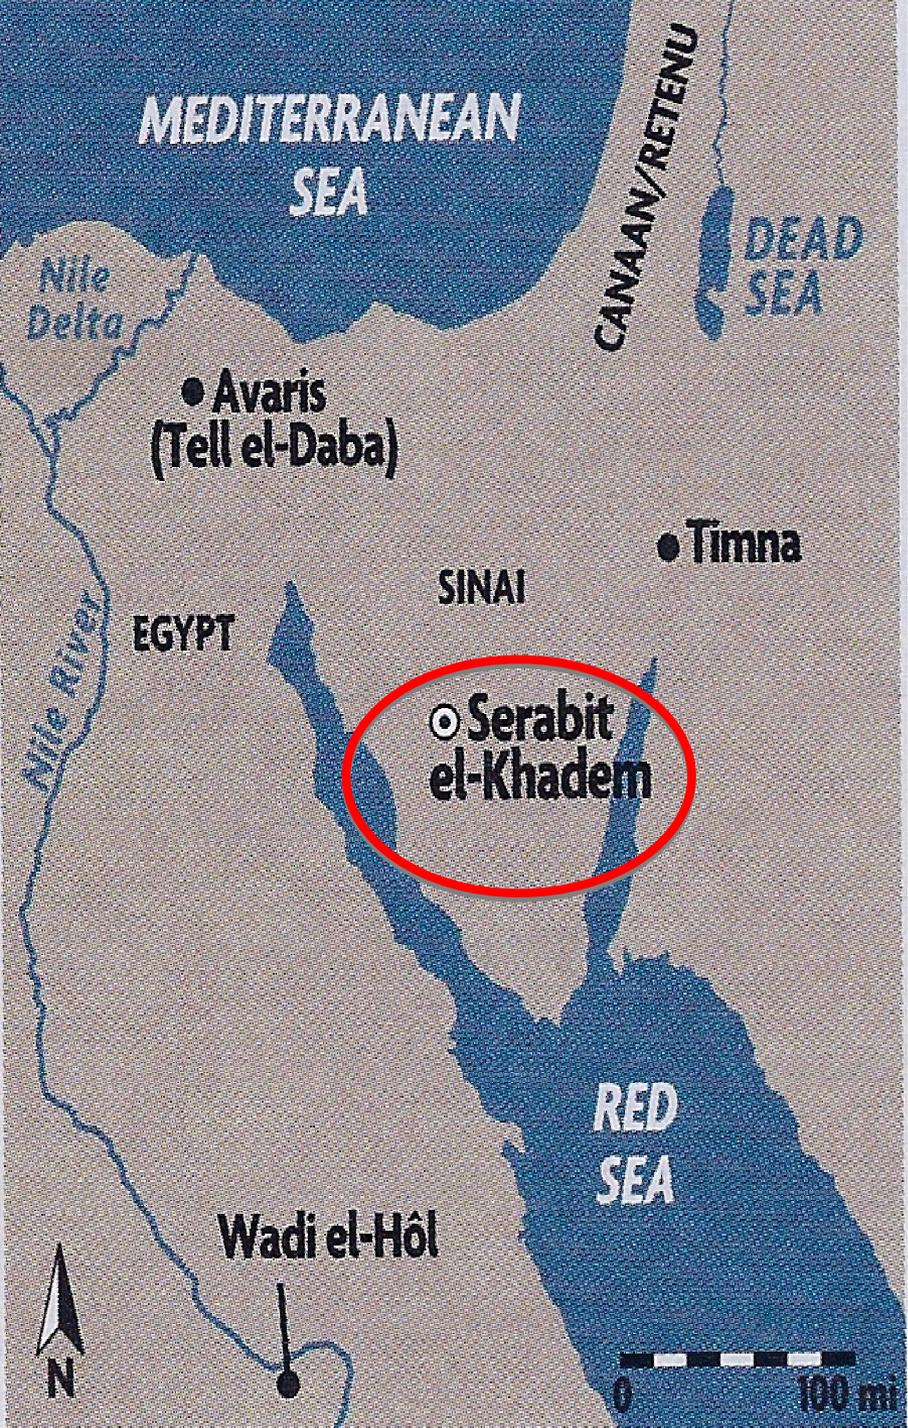 MEDITERRANEAN
SEA
CANAAN/RETENU
DEAD
SEA
Nile
Delta
Avaris
(Tell el-Daba)
Timna
SINAI
EGYPT
Nile River
Serabit
el-Khadem
RED
SEA
Wadi el-Hôl
N
0 100 mi